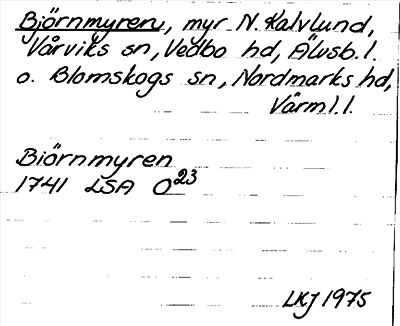 Björnmyren, myr N. Kalvlund,
Vårviks sn, Vedbo hd, Älvsb. l.
o. Blomskogs sn, Nordmarks hd,
Värml. l.
Biörnmyren
1741 LSA O23
LKJ 1975